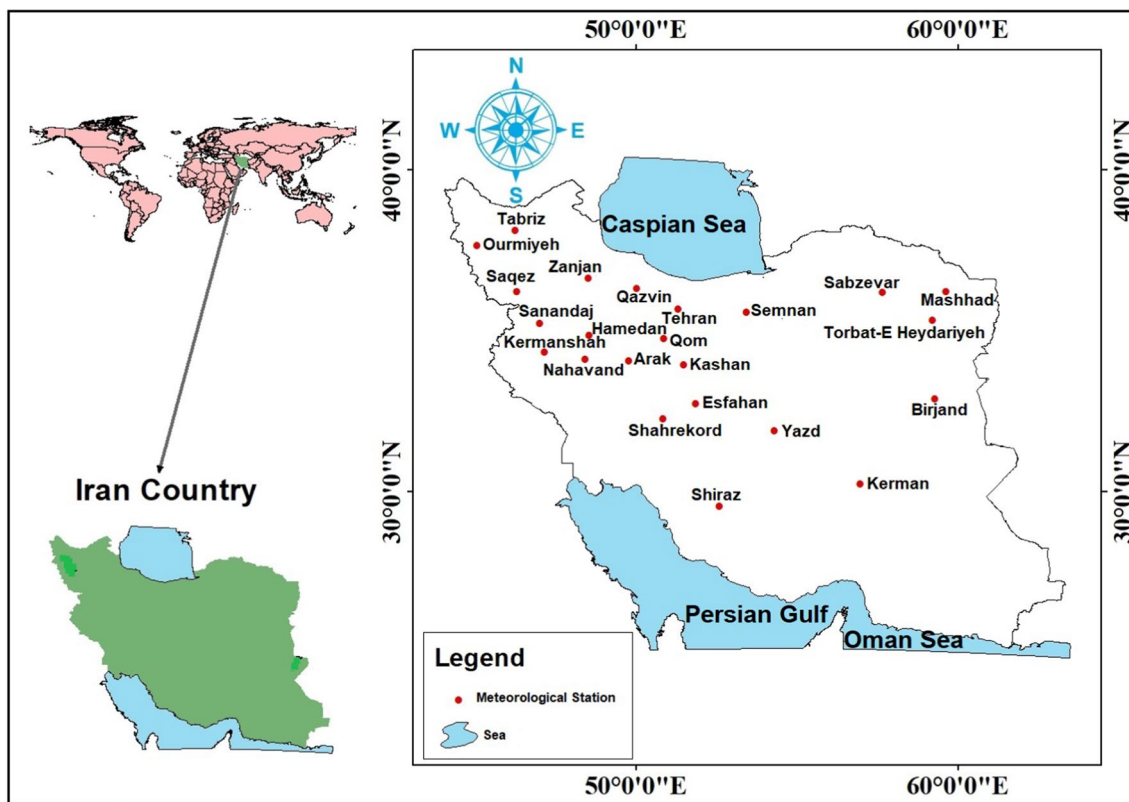 50°0'0"E
60°0'0"E
N
W
E
S
40°0'0"N
40°0'0"N
Caspian Sea
Tabriz
Ourmiyeh
Zanjan
Saqez
Qazvin
Sabzevar
Mashhad
Sanandaj
Tehran
Semnan
Hamedan
Torbat-E Heydariyeh
Kermanshah
Qom
Nahavand
Arak
Kashan
Esfahan
Birjand
Shahrekord
Yazd
Iran Country
30°0'0"N
30°0'0"N
Kerman
Shiraz
Persian Gulf
Oman Sea
Legend
Meteorological Station
Sea
50°0'0"E
60°0'0"E